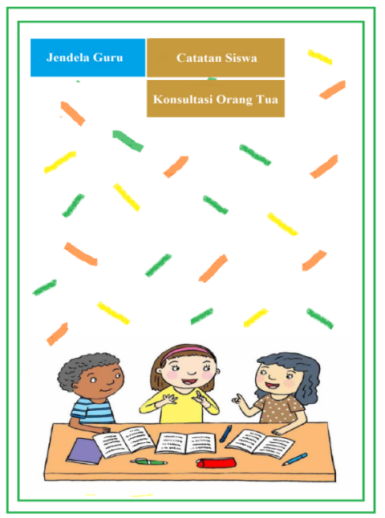 Jendela Guru
Catatan Siswa
Konsultasi Orang Tua